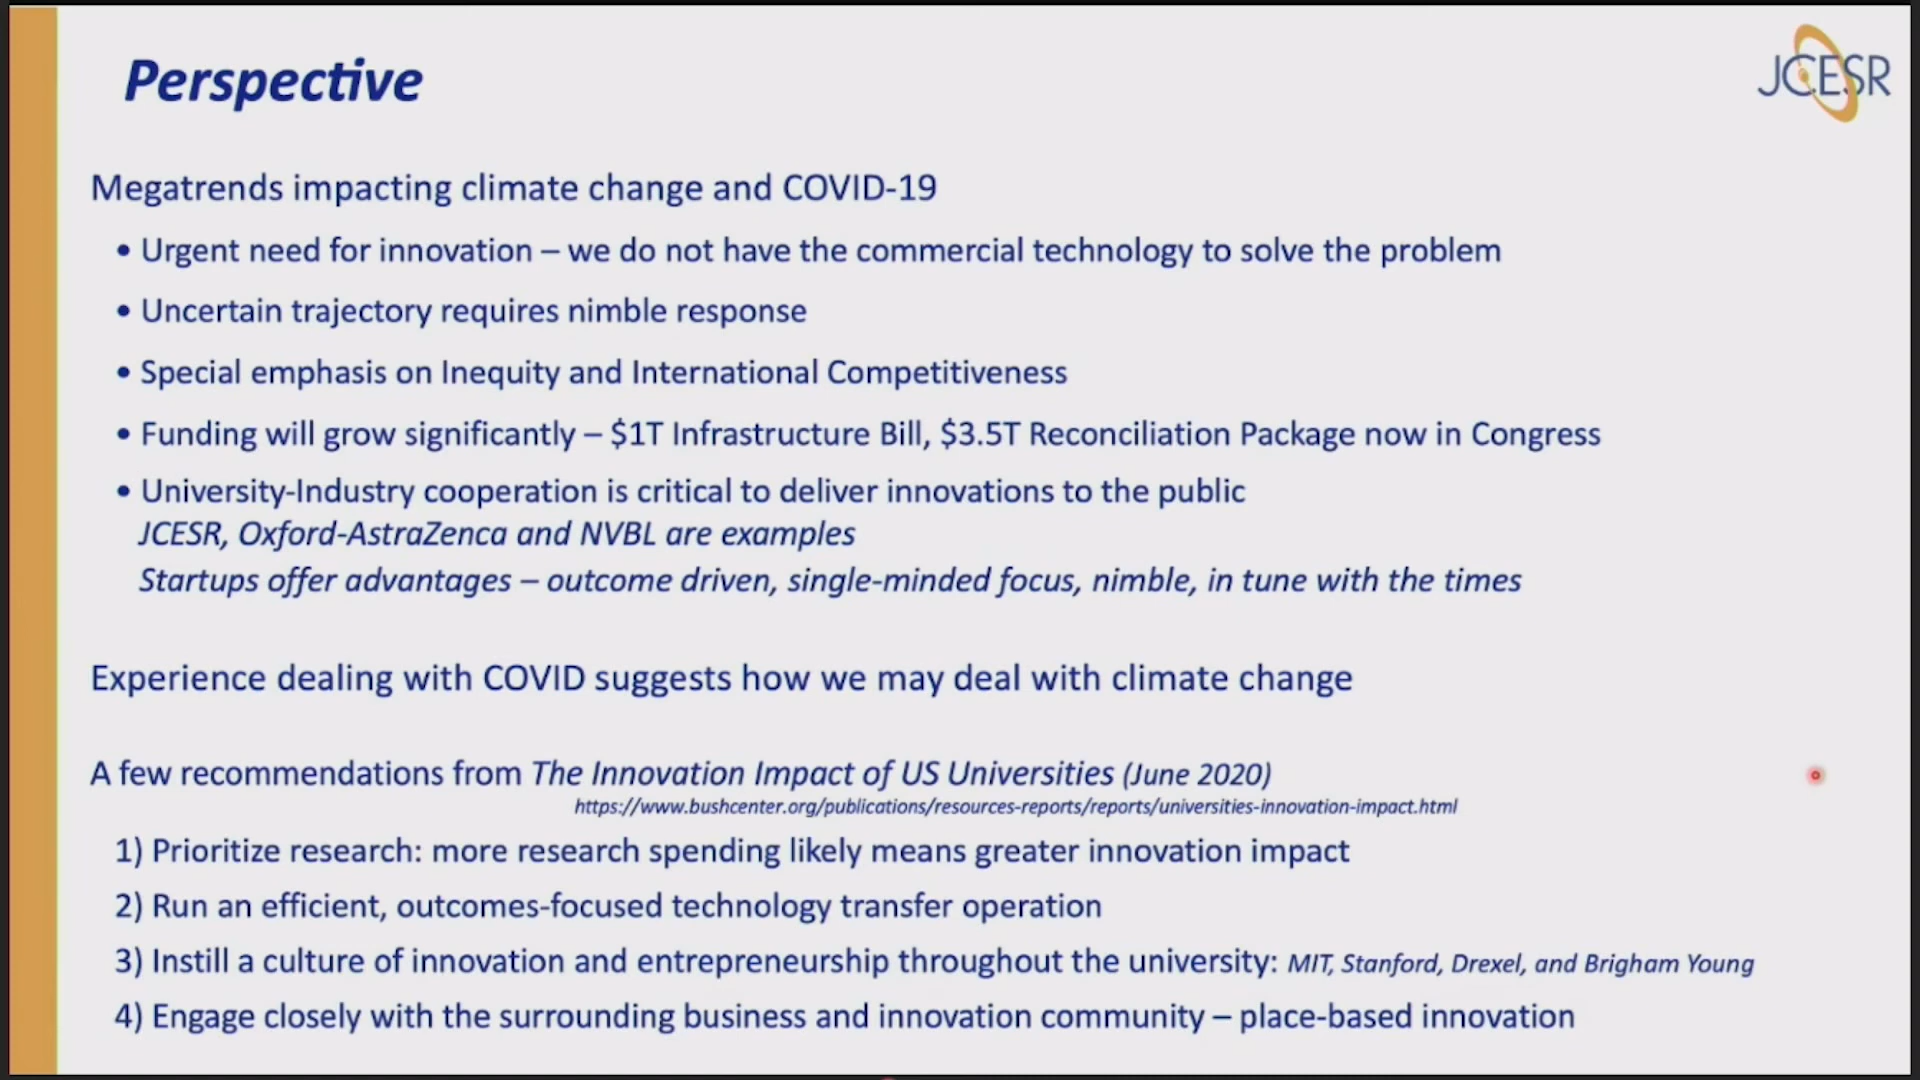 Perspective
JCESR
Megatrends impacting climate change and COVID-19
• Urgent need for innovation – we do not have the commercial technology to solve the problem
• Uncertain trajectory requires nimble response
• Special emphasis on Inequity and International Competitiveness
• Funding will grow significantly – $1T Infrastructure Bill, $3.5T Reconciliation Package now in Congress
• University-Industry cooperation is critical to deliver innovations to the public
JCESR, Oxford-AstraZenca and NVBL are examples
Startups offer advantages – outcome driven, single-minded focus, nimble, in tune with the times
Experience dealing with COVID suggests how we may deal with climate change
A few recommendations from The Innovation Impact of US Universities (June 2020)
https://www.bushcenter.org/publications/resources-reports/reports/universities-innovation-impact.html
1) Prioritize research: more research spending likely means greater innovation impact
2) Run an efficient, outcomes-focused technology transfer operation
3) Instill a culture of innovation and entrepreneurship throughout the university: MIT, Stanford, Drexel, and Brigham Young
4) Engage closely with the surrounding business and innovation community – place-based innovation